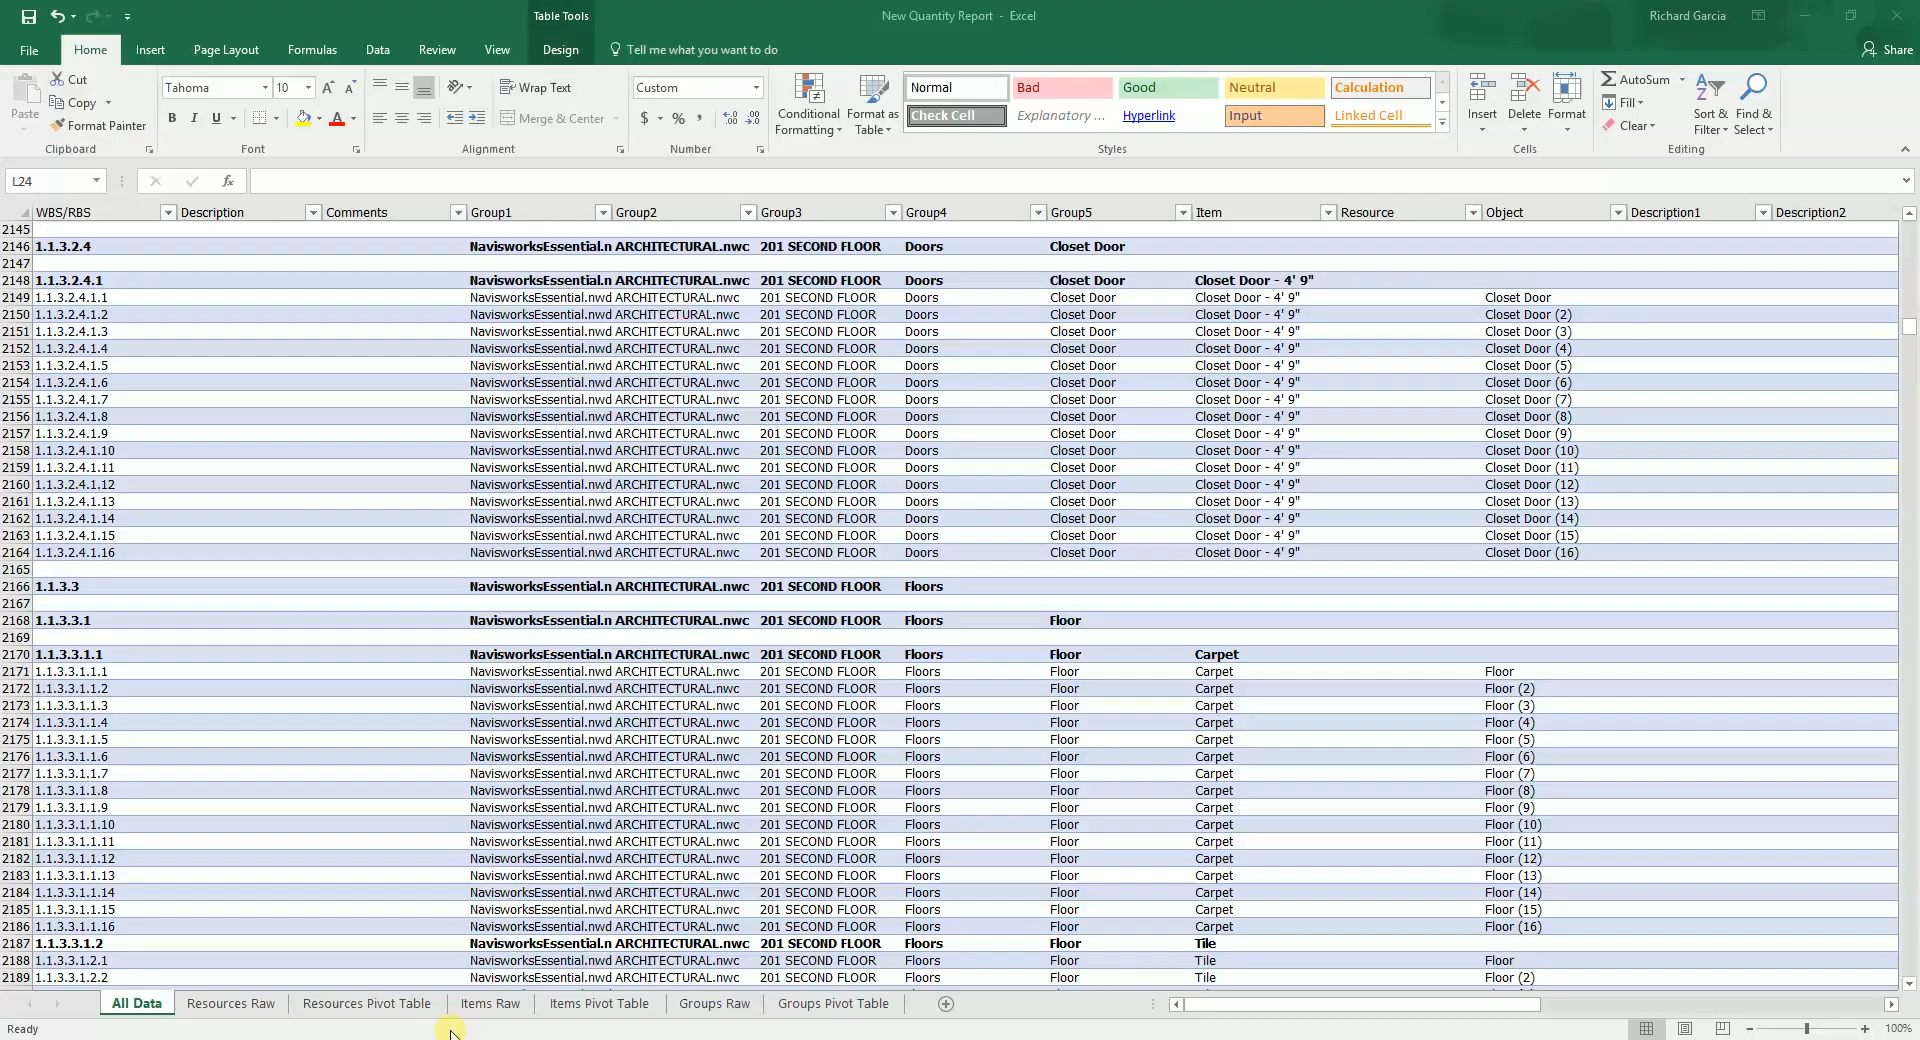 Table Tools
New Quantity Report - Excel
Richard Garcia
File Home Insert Page Layout Formulas Data Review View Design Tell me what you want to do Share
Paste
Cut
Copy
Format Painter
Clipboard
Tahoma 10
B I U
Font
Wrap Text
Merge & Center
Alignment
Custom
$ % ,
Number
Conditional Formatting
Format as Table
Normal Bad Good Neutral Calculation
Check Cell Explanatory ... Hyperlink Input Linked Cell
Styles
Insert Delete Format
Cells
AutoSum
Fill
Clear
Sort & Filter
Find & Select
Editing
L24 fx
WBS/RBS Description Comments Group1 Group2 Group3 Group4 Group5 Item Resource Object Description1 Description2
2145
2146 1.1.3.2.4 NavisworksEssential.n ARCHITECTURAL.nwc 201 SECOND FLOOR Doors Closet Door
2147
2148 1.1.3.2.4.1 NavisworksEssential.n ARCHITECTURAL.nwc 201 SECOND FLOOR Doors Closet Door Closet Door - 4' 9"
2149 1.1.3.2.4.1.1 NavisworksEssential.nwd ARCHITECTURAL.nwc 201 SECOND FLOOR Doors Closet Door Closet Door - 4' 9" Closet Door
2150 1.1.3.2.4.1.2 NavisworksEssential.nwd ARCHITECTURAL.nwc 201 SECOND FLOOR Doors Closet Door Closet Door - 4' 9" Closet Door (2)
2151 1.1.3.2.4.1.3 NavisworksEssential.nwd ARCHITECTURAL.nwc 201 SECOND FLOOR Doors Closet Door Closet Door - 4' 9" Closet Door (3)
2152 1.1.3.2.4.1.4 NavisworksEssential.nwd ARCHITECTURAL.nwc 201 SECOND FLOOR Doors Closet Door Closet Door - 4' 9" Closet Door (4)
2153 1.1.3.2.4.1.5 NavisworksEssential.nwd ARCHITECTURAL.nwc 201 SECOND FLOOR Doors Closet Door Closet Door - 4' 9" Closet Door (5)
2154 1.1.3.2.4.1.6 NavisworksEssential.nwd ARCHITECTURAL.nwc 201 SECOND FLOOR Doors Closet Door Closet Door - 4' 9" Closet Door (6)
2155 1.1.3.2.4.1.7 NavisworksEssential.nwd ARCHITECTURAL.nwc 201 SECOND FLOOR Doors Closet Door Closet Door - 4' 9" Closet Door (7)
2156 1.1.3.2.4.1.8 NavisworksEssential.nwd ARCHITECTURAL.nwc 201 SECOND FLOOR Doors Closet Door Closet Door - 4' 9" Closet Door (8)
2157 1.1.3.2.4.1.9 NavisworksEssential.nwd ARCHITECTURAL.nwc 201 SECOND FLOOR Doors Closet Door Closet Door - 4' 9" Closet Door (9)
2158 1.1.3.2.4.1.10 NavisworksEssential.nwd ARCHITECTURAL.nwc 201 SECOND FLOOR Doors Closet Door Closet Door - 4' 9" Closet Door (10)
2159 1.1.3.2.4.1.11 NavisworksEssential.nwd ARCHITECTURAL.nwc 201 SECOND FLOOR Doors Closet Door Closet Door - 4' 9" Closet Door (11)
2160 1.1.3.2.4.1.12 NavisworksEssential.nwd ARCHITECTURAL.nwc 201 SECOND FLOOR Doors Closet Door Closet Door - 4' 9" Closet Door (12)
2161 1.1.3.2.4.1.13 NavisworksEssential.nwd ARCHITECTURAL.nwc 201 SECOND FLOOR Doors Closet Door Closet Door - 4' 9" Closet Door (13)
2162 1.1.3.2.4.1.14 NavisworksEssential.nwd ARCHITECTURAL.nwc 201 SECOND FLOOR Doors Closet Door Closet Door - 4' 9" Closet Door (14)
2163 1.1.3.2.4.1.15 NavisworksEssential.nwd ARCHITECTURAL.nwc 201 SECOND FLOOR Doors Closet Door Closet Door - 4' 9" Closet Door (15)
2164 1.1.3.2.4.1.16 NavisworksEssential.nwd ARCHITECTURAL.nwc 201 SECOND FLOOR Doors Closet Door Closet Door - 4' 9" Closet Door (16)
2165
2166 1.1.3.3 NavisworksEssential.n ARCHITECTURAL.nwc 201 SECOND FLOOR Floors
2167
2168 1.1.3.3.1 NavisworksEssential.n ARCHITECTURAL.nwc 201 SECOND FLOOR Floors Floor
2169
2170 1.1.3.3.1.1 NavisworksEssential.n ARCHITECTURAL.nwc 201 SECOND FLOOR Floors Floor Carpet
2171 1.1.3.3.1.1.1 NavisworksEssential.nwd ARCHITECTURAL.nwc 201 SECOND FLOOR Floors Floor Carpet Floor
2172 1.1.3.3.1.1.2 NavisworksEssential.nwd ARCHITECTURAL.nwc 201 SECOND FLOOR Floors Floor Carpet Floor (2)
2173 1.1.3.3.1.1.3 NavisworksEssential.nwd ARCHITECTURAL.nwc 201 SECOND FLOOR Floors Floor Carpet Floor (3)
2174 1.1.3.3.1.1.4 NavisworksEssential.nwd ARCHITECTURAL.nwc 201 SECOND FLOOR Floors Floor Carpet Floor (4)
2175 1.1.3.3.1.1.5 NavisworksEssential.nwd ARCHITECTURAL.nwc 201 SECOND FLOOR Floors Floor Carpet Floor (5)
2176 1.1.3.3.1.1.6 NavisworksEssential.nwd ARCHITECTURAL.nwc 201 SECOND FLOOR Floors Floor Carpet Floor (6)
2177 1.1.3.3.1.1.7 NavisworksEssential.nwd ARCHITECTURAL.nwc 201 SECOND FLOOR Floors Floor Carpet Floor (7)
2178 1.1.3.3.1.1.8 NavisworksEssential.nwd ARCHITECTURAL.nwc 201 SECOND FLOOR Floors Floor Carpet Floor (8)
2179 1.1.3.3.1.1.9 NavisworksEssential.nwd ARCHITECTURAL.nwc 201 SECOND FLOOR Floors Floor Carpet Floor (9)
2180 1.1.3.3.1.1.10 NavisworksEssential.nwd ARCHITECTURAL.nwc 201 SECOND FLOOR Floors Floor Carpet Floor (10)
2181 1.1.3.3.1.1.11 NavisworksEssential.nwd ARCHITECTURAL.nwc 201 SECOND FLOOR Floors Floor Carpet Floor (11)
2182 1.1.3.3.1.1.12 NavisworksEssential.nwd ARCHITECTURAL.nwc 201 SECOND FLOOR Floors Floor Carpet Floor (12)
2183 1.1.3.3.1.1.13 NavisworksEssential.nwd ARCHITECTURAL.nwc 201 SECOND FLOOR Floors Floor Carpet Floor (13)
2184 1.1.3.3.1.1.14 NavisworksEssential.nwd ARCHITECTURAL.nwc 201 SECOND FLOOR Floors Floor Carpet Floor (14)
2185 1.1.3.3.1.1.15 NavisworksEssential.nwd ARCHITECTURAL.nwc 201 SECOND FLOOR Floors Floor Carpet Floor (15)
2186 1.1.3.3.1.1.16 NavisworksEssential.nwd ARCHITECTURAL.nwc 201 SECOND FLOOR Floors Floor Carpet Floor (16)
2187 1.1.3.3.1.2 NavisworksEssential.n ARCHITECTURAL.nwc 201 SECOND FLOOR Floors Floor Tile
2188 1.1.3.3.1.2.1 NavisworksEssential.nwd ARCHITECTURAL.nwc 201 SECOND FLOOR Floors Floor Tile Floor
2189 1.1.3.3.1.2.2 NavisworksEssential.nwd ARCHITECTURAL.nwc 201 SECOND FLOOR Floors Floor Tile Floor (2)
All Data Resources Raw Resources Pivot Table Items Raw Items Pivot Table Groups Raw Groups Pivot Table
Ready 100%